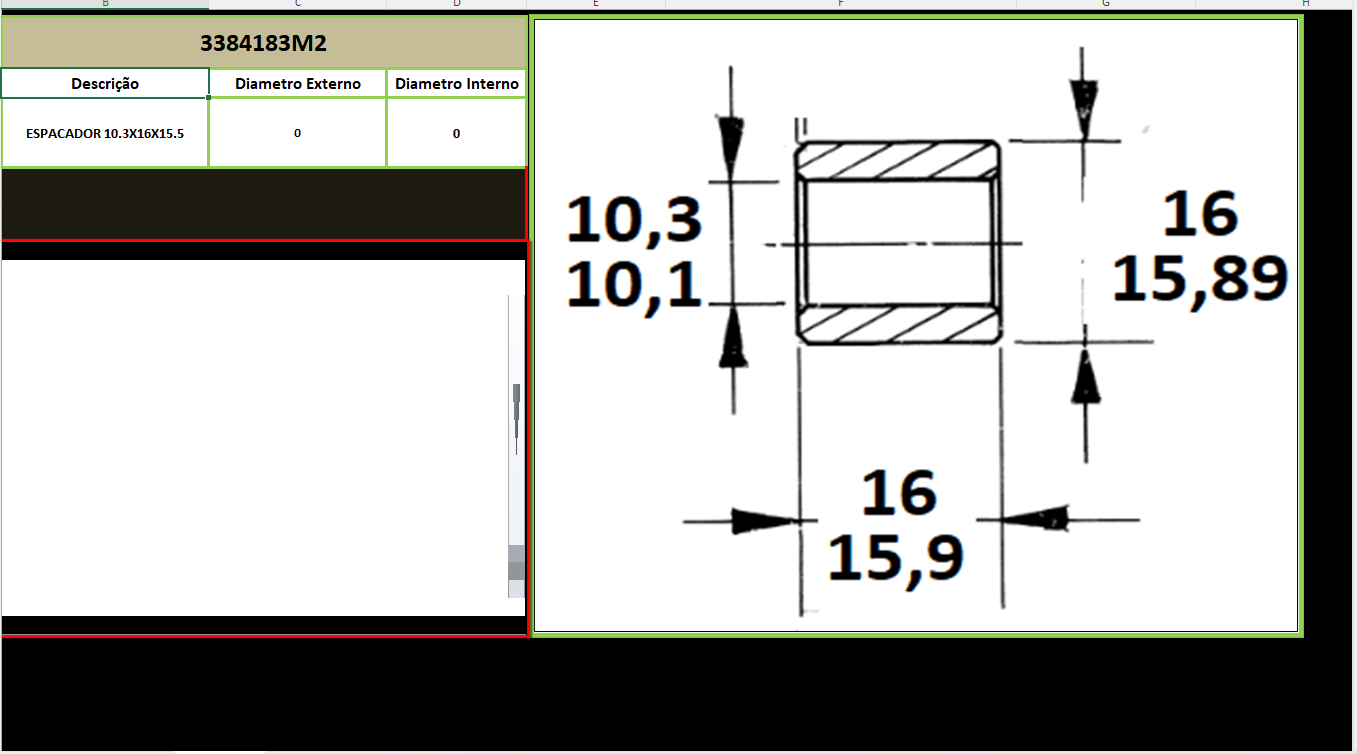 B C D E F G H
3384183M2
Descrição Diametro Externo Diametro Interno
ESPACADOR 10.3X16X15.5 0 0
10,3
10,1
16
15,89
16
15,9